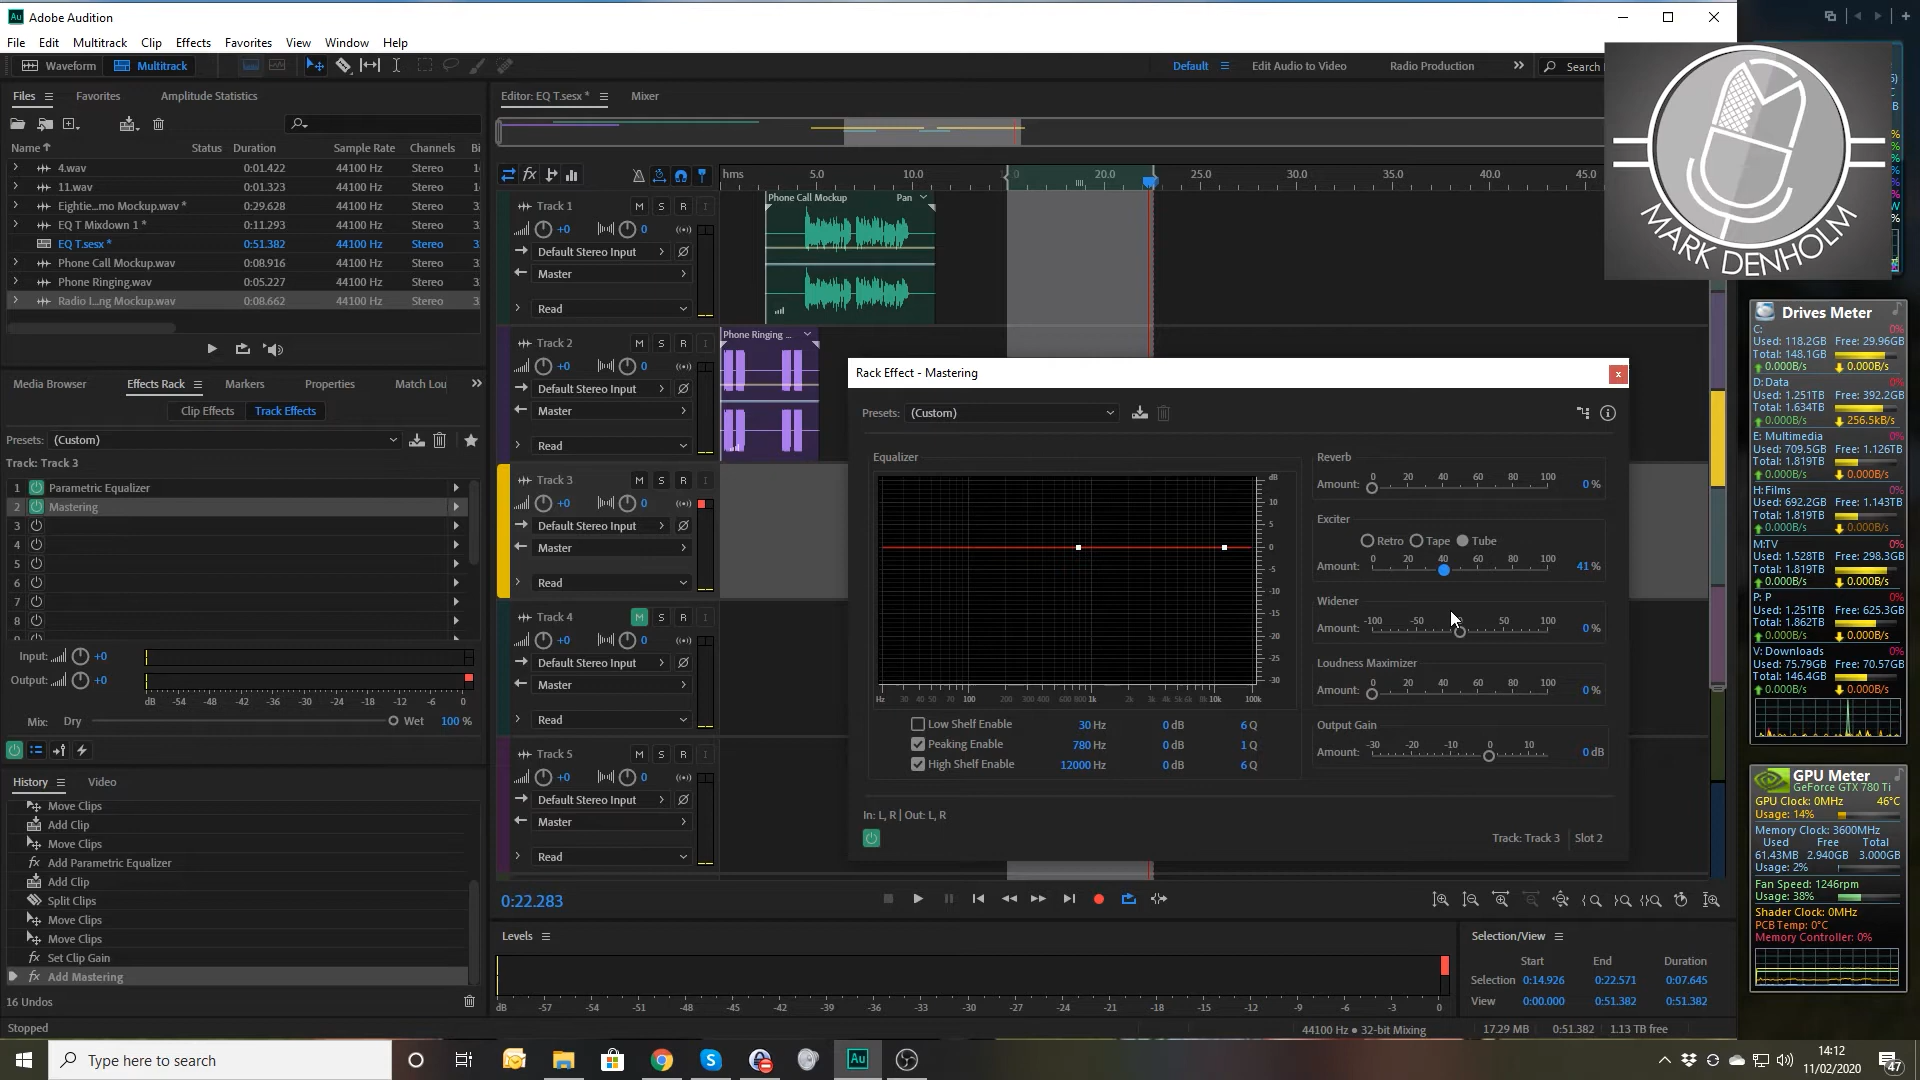 Adobe Audition
File Edit Multitrack Clip Effects Favorites View Window Help
Waveform Multitrack Default Edit Audio to Video Radio Production Search
Files Favorites Amplitude Statistics
Name Status Duration Sample Rate Channels Bi
4.wav 0:01.422 44100 Hz Stereo
11.wav 0:01.323 44100 Hz Stereo
Eightie...mo Mockup.wav * 0:29.628 44100 Hz Stereo 3
EQ T Mixdown 1 * 0:11.293 44100 Hz Stereo 3
EQ T.sesx * 0:51.382 44100 Hz Stereo 3
Phone Call Mockup.wav 0:08.916 44100 Hz Stereo 3
Phone Ringing.wav 0:05.227 44100 Hz Stereo 3
Radio I...ng Mockup.wav 0:08.662 44100 Hz Stereo 3
Media Browser Effects Rack Markers Properties Match Lou
Clip Effects Track Effects
Presets: (Custom)
Track: Track 3
1 Parametric Equalizer
2 Mastering
3
4
5
6
7
8
9
Input: +0
Output: +0
dB -54 -48 -42 -36 -30 -24 -18 -12 -6 0
Mix: Dry Wet 100 %
History Video
Move Clips
Add Clip
Move Clips
Add Parametric Equalizer
Add Clip
Split Clips
Move Clips
Move Clips
Set Clip Gain
Add Mastering
16 Undos
Stopped
Editor: EQ T.sesx * Mixer
hms 5.0 10.0 20.0 25.0 30.0 35.0 40.0 45.0
Track 1 M S R I
+0 0
Default Stereo Input
Master
Read
Phone Call Mockup Pan
Track 2 M S R I
+0 0
Default Stereo Input
Master
Read
Phone Ringing ...
Track 3 M S R I
+0 0
Default Stereo Input
Master
Read
Track 4 M S R I
+0 0
Default Stereo Input
Master
Read
Track 5 M S R I
+0 0
Default Stereo Input
Master
Read
Rack Effect - Mastering
Presets: (Custom)
Equalizer
dB
10
5
0
-5
-10
-15
-20
-25
-30
Hz 30 40 50 70 100 200 300 400 1k 2k 10k 100k
Low Shelf Enable 30 Hz 0 dB 6 Q
Peaking Enable 780 Hz 0 dB 1 Q
High Shelf Enable 12000 Hz 0 dB 6 Q
Reverb
0 20 40 60 80 100
Amount: 0 %
Exciter
Retro Tape Tube
0 20 40 60 80 100
Amount: 41 %
Widener
-100 -50 50 100
Amount: 0 %
Loudness Maximizer
0 20 40 60 80 100
Amount: 0 %
Output Gain
-30 -20 -10 0 10
Amount: 0 dB
In: L, R | Out: L, R
Track: Track 3 Slot 2
0:22.283
Levels
dB -57 -54 -51 -48 -45 -42 -39 -36 -33 -30 -27 -24 -21 -18 -15 -12 -9 -6 -3 0
Selection/View
Start End Duration
Selection 0:14.926 0:22.571 0:07.645
View 0:00.000 0:51.382 0:51.382
44100 Hz ● 32-bit Mixing 17.29 MB 0:51.382 1.13 TB free
MARK DENHOLM
Drives Meter
C: 0%
Used: 118.2GB Free: 29.96GB
Total: 148.1GB
0.000B/s 0.000B/s
D: Data 0%
Used: 1.251TB Free: 392.2GB
Total: 1.634TB
0.000B/s 256.5kB/s
E: Multimedia 0%
Used: 709.5GB Free: 1.126TB
Total: 1.819TB
0.000B/s 0.000B/s
H: Films 0%
Used: 692.2GB Free: 1.143TB
Total: 1.819TB
0.000B/s 0.000B/s
M:TV 0%
Used: 1.528TB Free: 298.3GB
Total: 1.819TB
0.000B/s 0.000B/s
P: P 0%
Used: 1.251TB Free: 625.3GB
Total: 1.862TB
0.000B/s 0.000B/s
V: Downloads 0%
Used: 75.79GB Free: 70.57GB
Total: 146.4GB
0.000B/s 0.000B/s
GPU Meter
GeForce GTX 780 Ti
GPU Clock: 0MHz 46°C
Usage: 14%
Memory Clock: 3600MHz
Used Free Total
61.43MB 2.940GB 3.000GB
Usage: 2%
Fan Speed: 1246rpm
Usage: 38%
Shader Clock: 0MHz
PCB Temp: 0°C
Memory Controller: 0%
Type here to search
14:12
11/02/2020
47